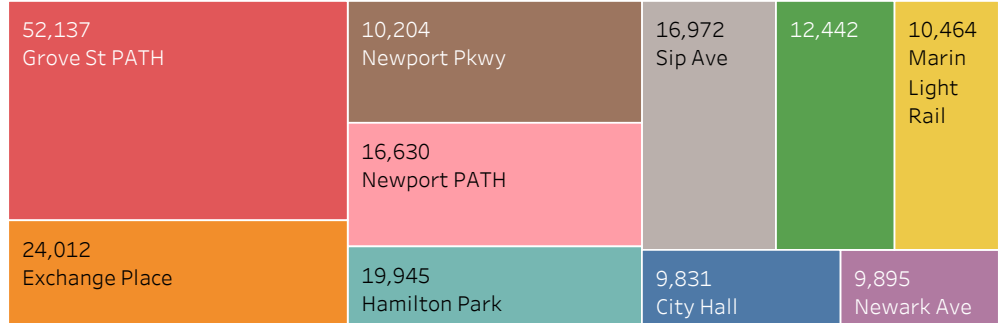 52,137
Grove St PATH
24,012
Exchange Place
10,204
Newport Pkwy
16,630
Newport PATH
19,945
Hamilton Park
16,972
Sip Ave
12,442
10,464
Marin
Light
Rail
9,831
City Hall
9,895
Newark Ave